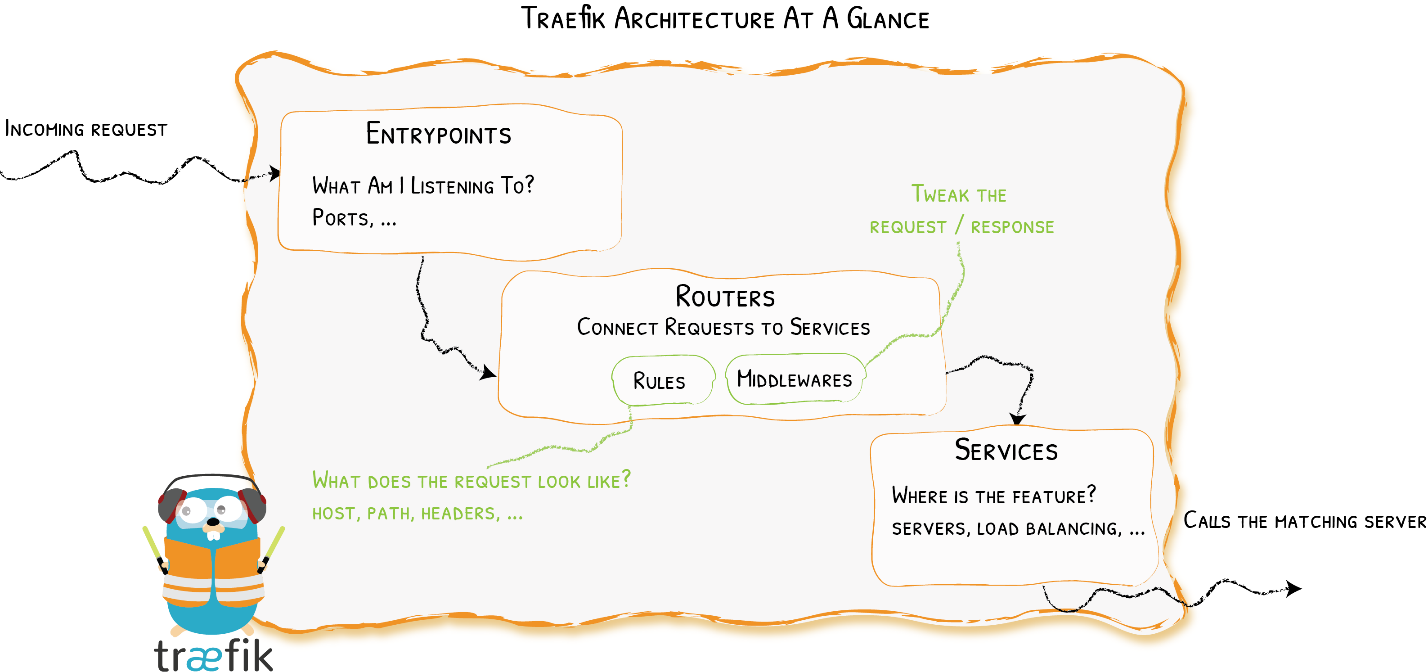 Traefik Architecture At A Glance
Incoming request
Entrypoints
What Am I Listening To?
Ports, ...
Tweak the
request / response
Routers
Connect Requests to Services
Rules
Middlewares
What does the request look like?
host, path, headers, ...
Services
Where is the feature?
servers, load balancing, ...
Calls the matching server
træfik